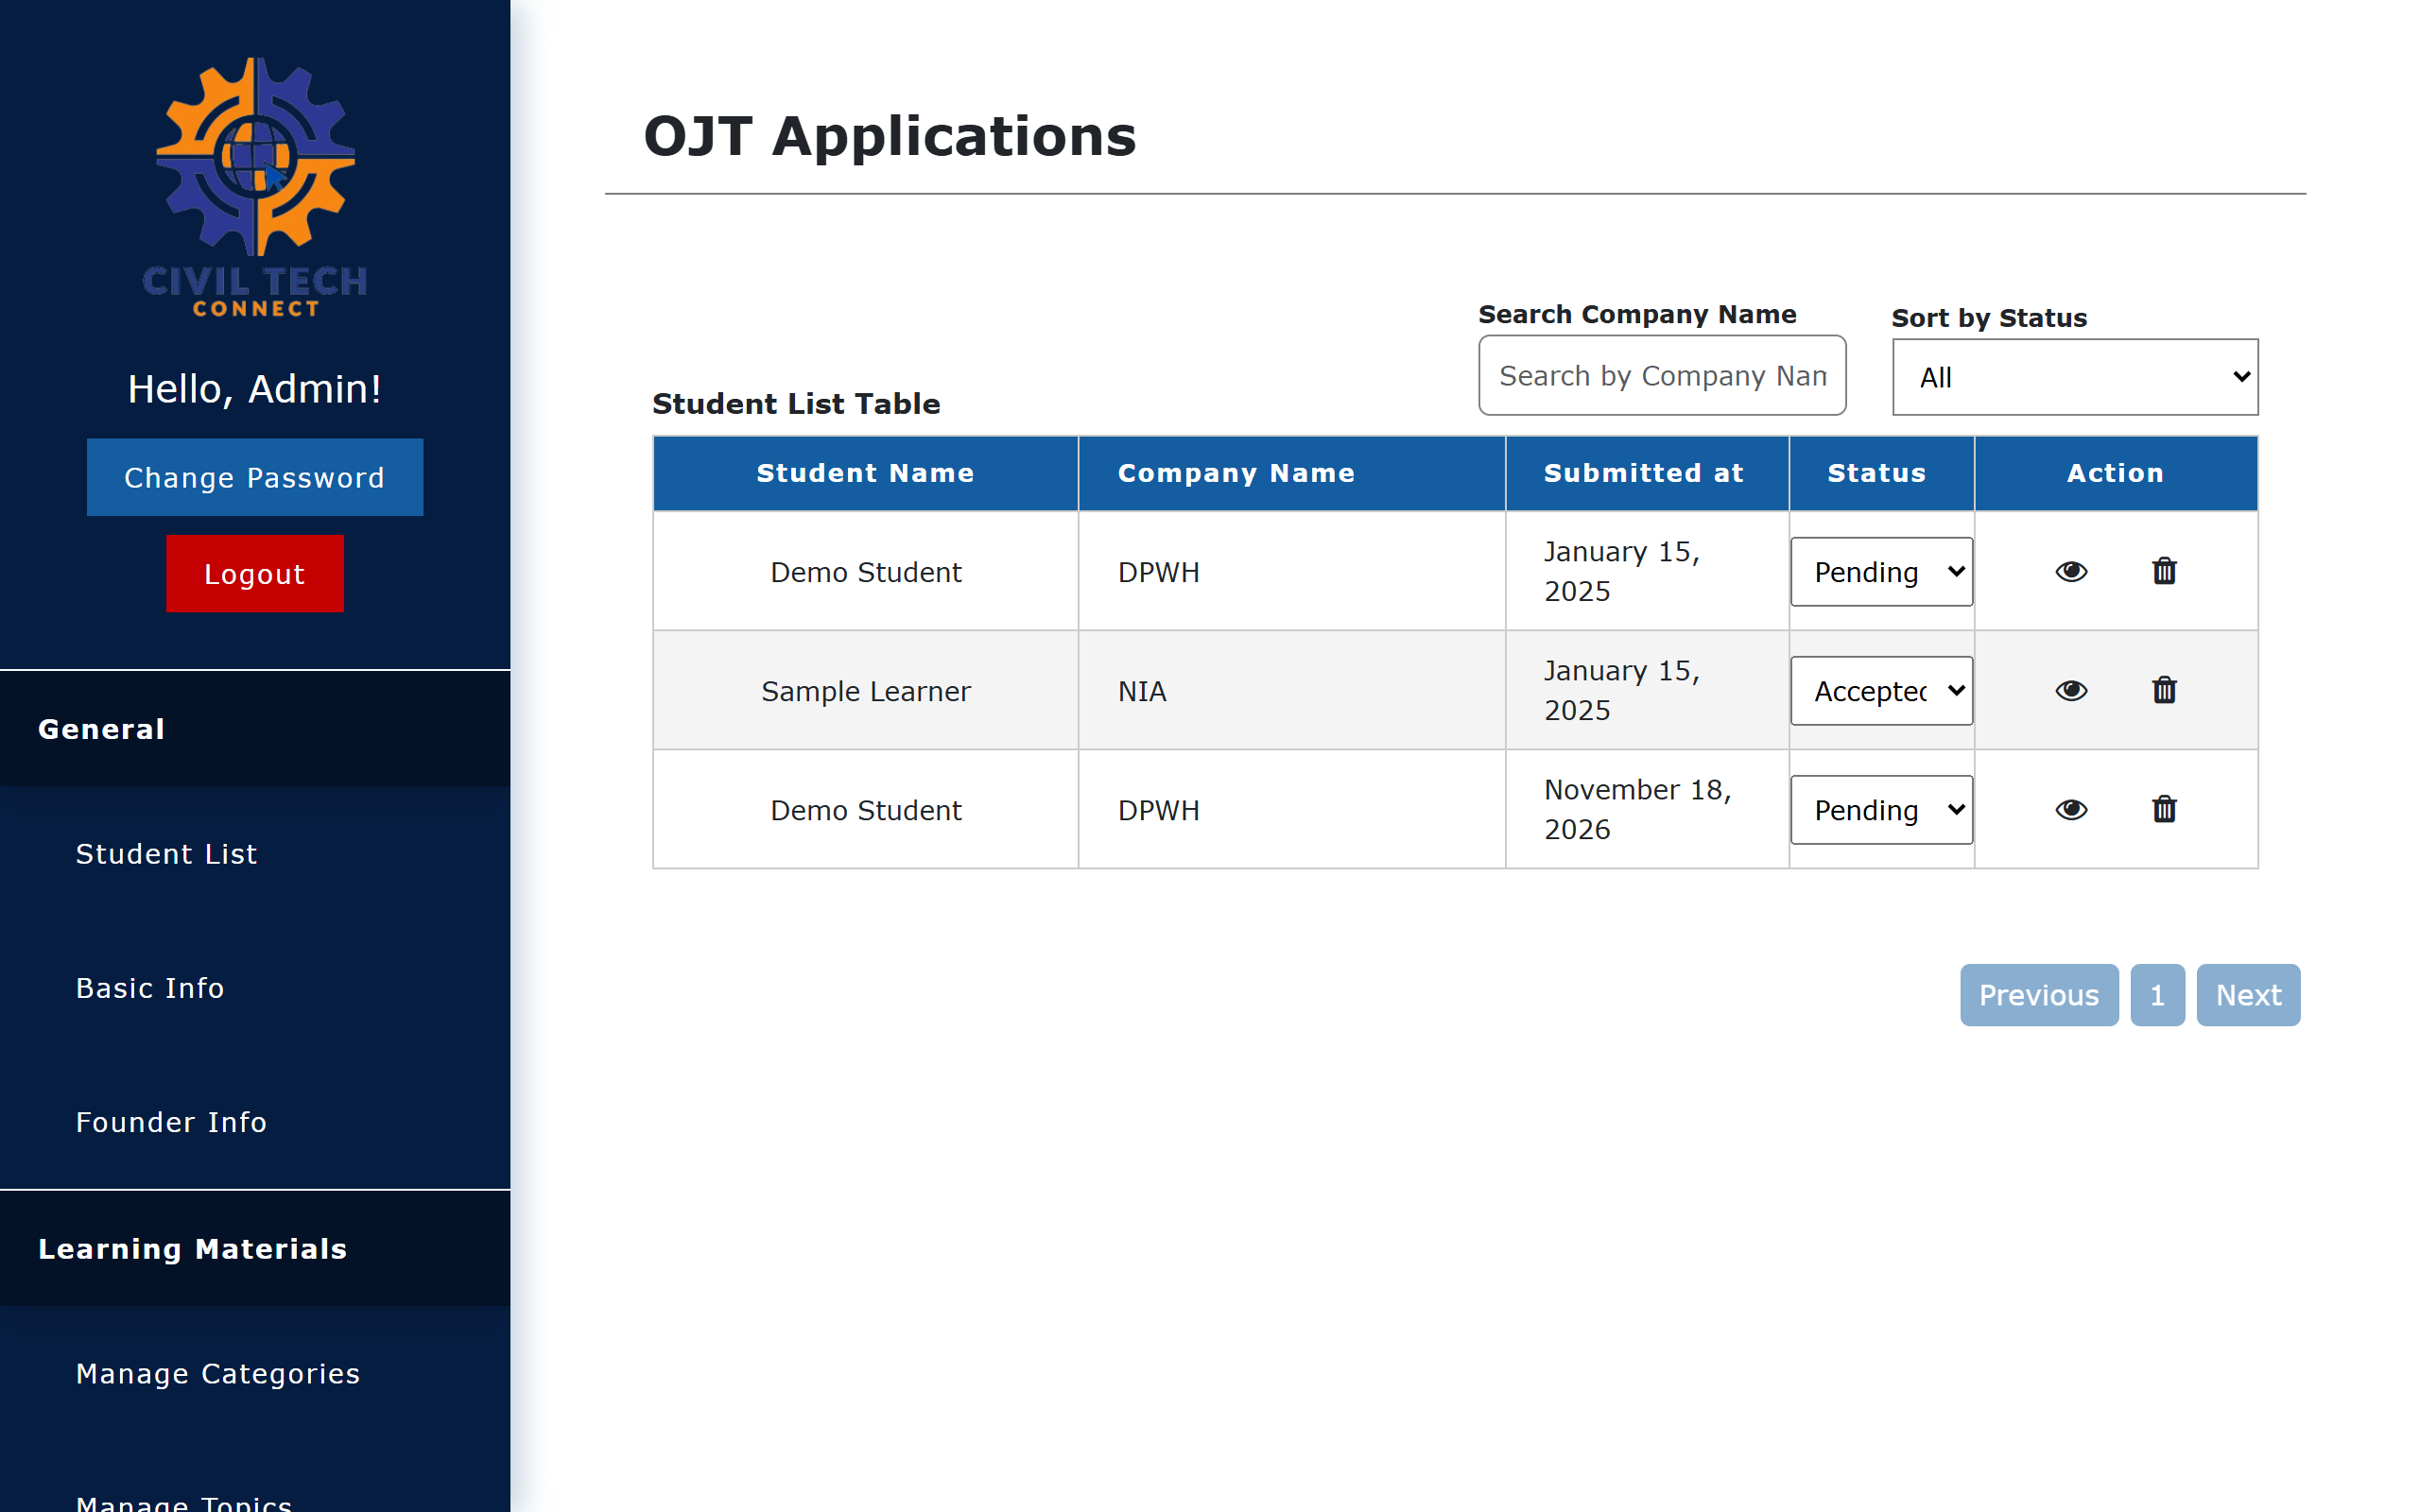 CIVIL TECH
CONNECT
Hello, Admin!
Change Password
Logout
General
Student List
Basic Info
Founder Info
Learning Materials
Manage Categories
Manage Topics
OJT Applications
Search Company Name
Sort by Status
Search by Company Nam
All
Student List Table
Student Name Company Name Submitted at Status Action
Demo Student DPWH January 15, 2025 Pending
Sample Learner NIA January 15, 2025 Accepted
Demo Student DPWH November 18, 2026 Pending
Previous 1 Next